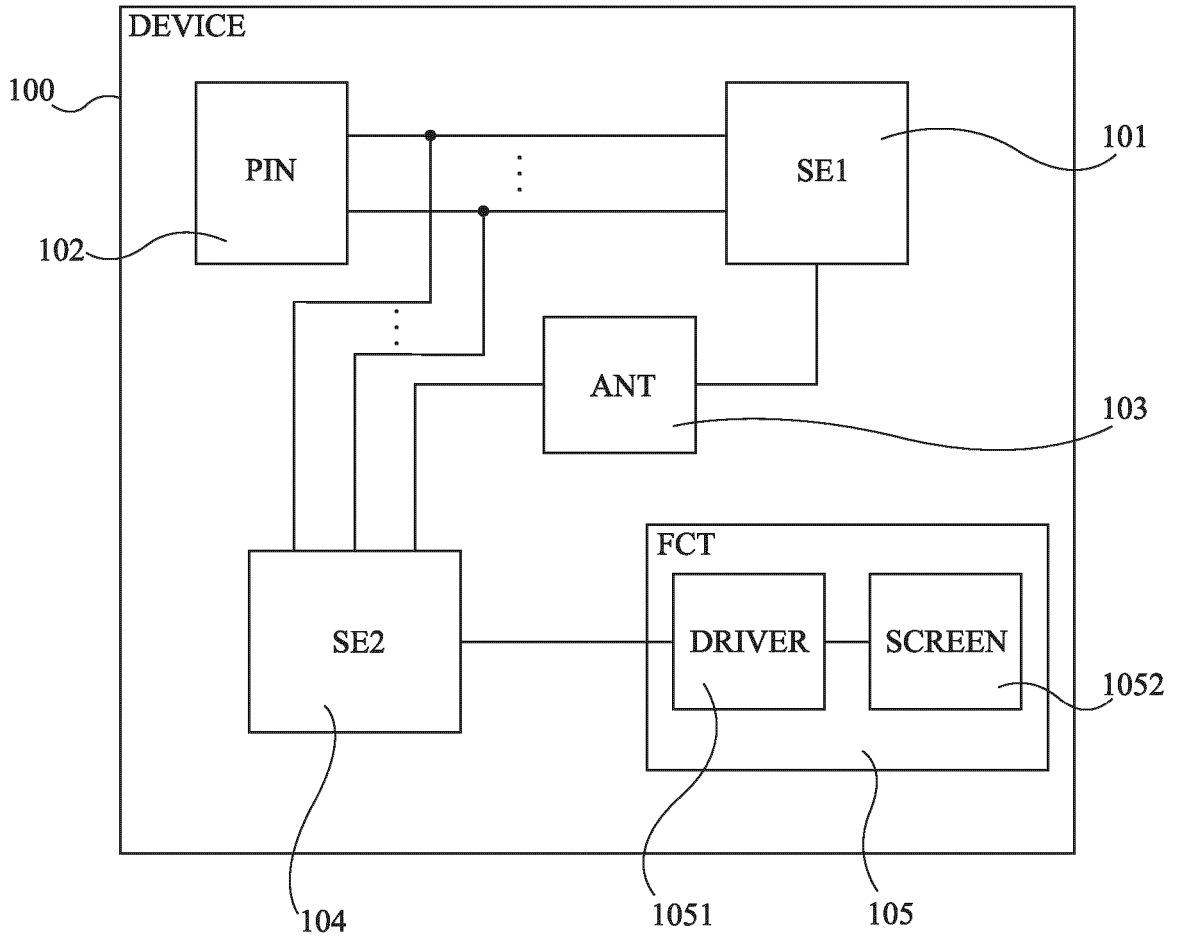 DEVICE
100
PIN
SE1
101
102
ANT
103
FCT
SE2
DRIVER
SCREEN
1052
104
1051
105